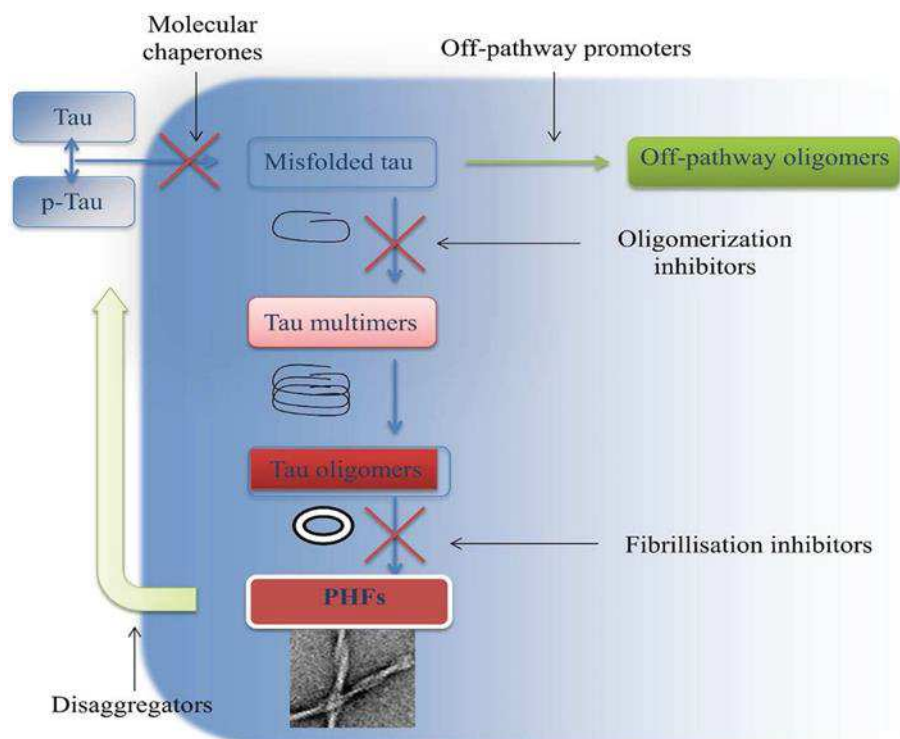 Molecular
chaperones
Off-pathway promoters
Tau
Misfolded tau
Off-pathway oligomers
p-Tau
Oligomerization
inhibitors
Tau multimers
Tau oligomers
Fibrillisation inhibitors
PHFs
Disaggregators